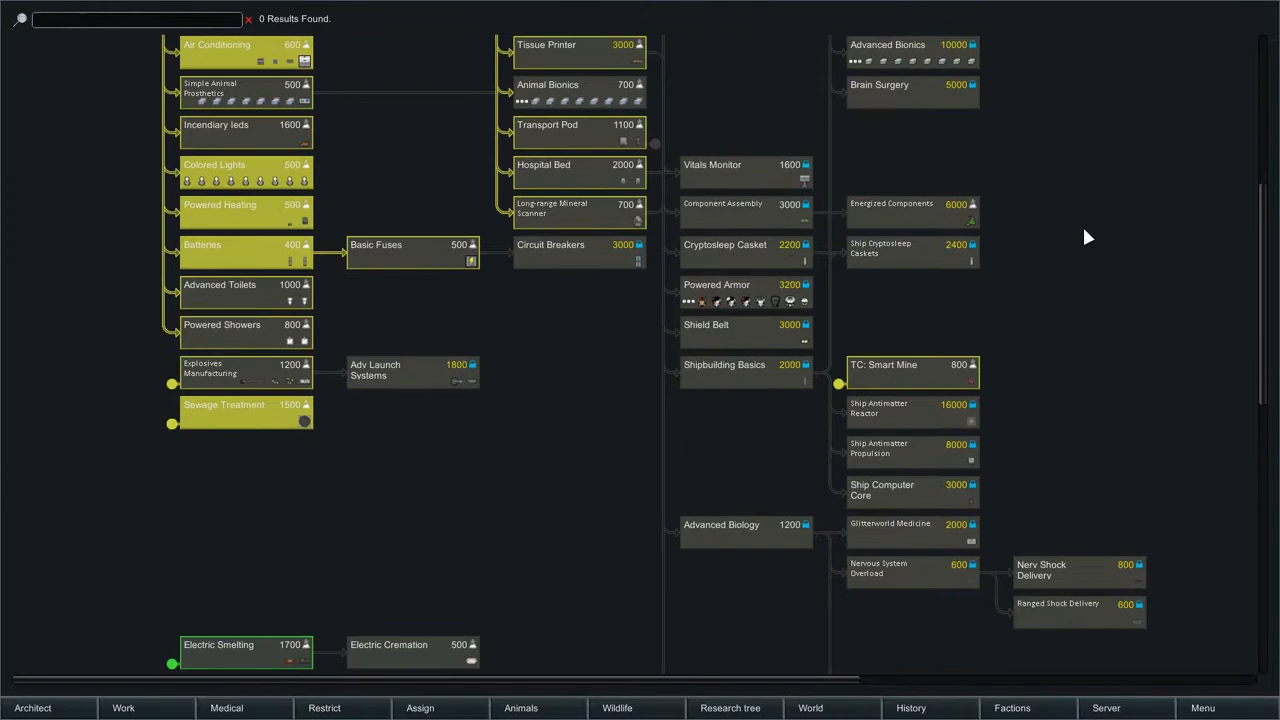 0 Results Found.
Air Conditioning 600
Tissue Printer 3000
Advanced Bionics 10000
Simple Animal
Prosthetics 500
Animal Bionics 700
Brain Surgery 5000
Incendiary Ieds 1600
Transport Pod 1100
Colored Lights 500
Hospital Bed 2000
Vitals Monitor 1600
Powered Heating 500
Long-range Mineral
Scanner 700
Component Assembly 3000
Energized Components 6000
Batteries 400
Basic Fuses 500
Circuit Breakers 3000
Cryptosleep Casket 2200
Ship Cryptosleep
Caskets 2400
Advanced Toilets 1000
Powered Armor 3200
Powered Showers 800
Shield Belt 3000
Explosives
Manufacturing 1200
Adv Launch
Systems 1800
Shipbuilding Basics 2000
TC: Smart Mine 800
Sewage Treatment 1500
Ship Antimatter
Reactor 16000
Ship Antimatter
Propulsion 8000
Ship Computer
Core 3000
Advanced Biology 1200
Glitterworld Medicine 2000
Nervous System
Overload 600
Nerv Shock
Delivery 800
Ranged Shock Delivery 600
Electric Smelting 1700
Electric Cremation 500
Architect Work Medical Restrict Assign Animals Wildlife Research tree World History Factions Server Menu